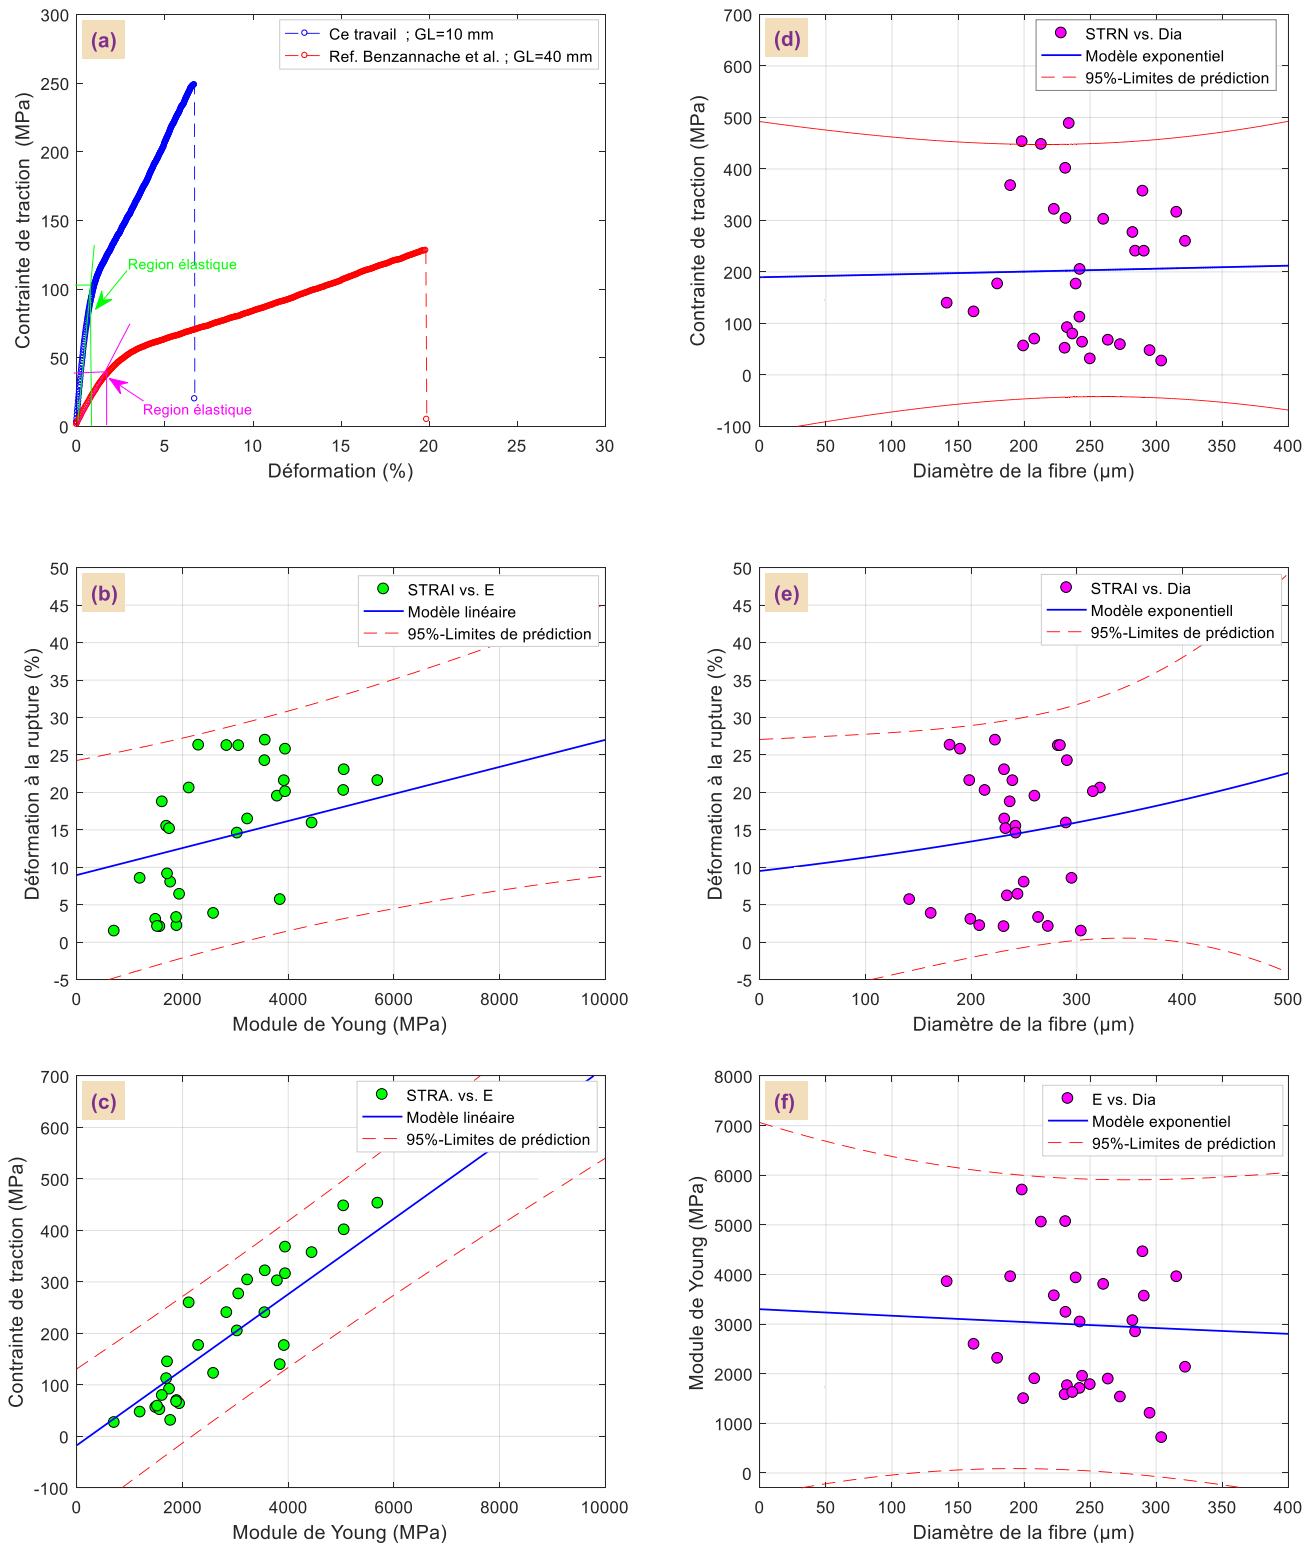 (a)
Ce travail ; GL=10 mm
Ref. Benzannache et al. ; GL=40 mm
Region élastique
Region élastique
300
250
200
150
100
50
0
0 5 10 15 20 25 30
Contrainte de traction (MPa)
Déformation (%)
(d)
STRN vs. Dia
Modèle exponentiel
95%-Limites de prédiction
700
600
500
400
300
200
100
0
-100
0 50 100 150 200 250 300 350 400
Contrainte de traction (MPa)
Diamètre de la fibre (µm)
(b)
STRAI vs. E
Modèle linéaire
95%-Limites de prédiction
50
45
40
35
30
25
20
15
10
5
0
-5
0 2000 4000 6000 8000 10000
Déformation à la rupture (%)
Module de Young (MPa)
(e)
STRAI vs. Dia
Modèle exponentiell
95%-Limites de prédiction
50
45
40
35
30
25
20
15
10
5
0
-5
0 100 200 300 400 500
Déformation à la rupture (%)
Diamètre de la fibre (µm)
(c)
STRA. vs. E
Modèle linéaire
95%-Limites de prédiction
700
600
500
400
300
200
100
0
-100
0 2000 4000 6000 8000 10000
Contrainte de traction (MPa)
Module de Young (MPa)
(f)
E vs. Dia
Modèle exponentiel
95%-Limites de prédiction
8000
7000
6000
5000
4000
3000
2000
1000
0
0 50 100 150 200 250 300 350 400
Module de Young (MPa)
Diamètre de la fibre (µm)